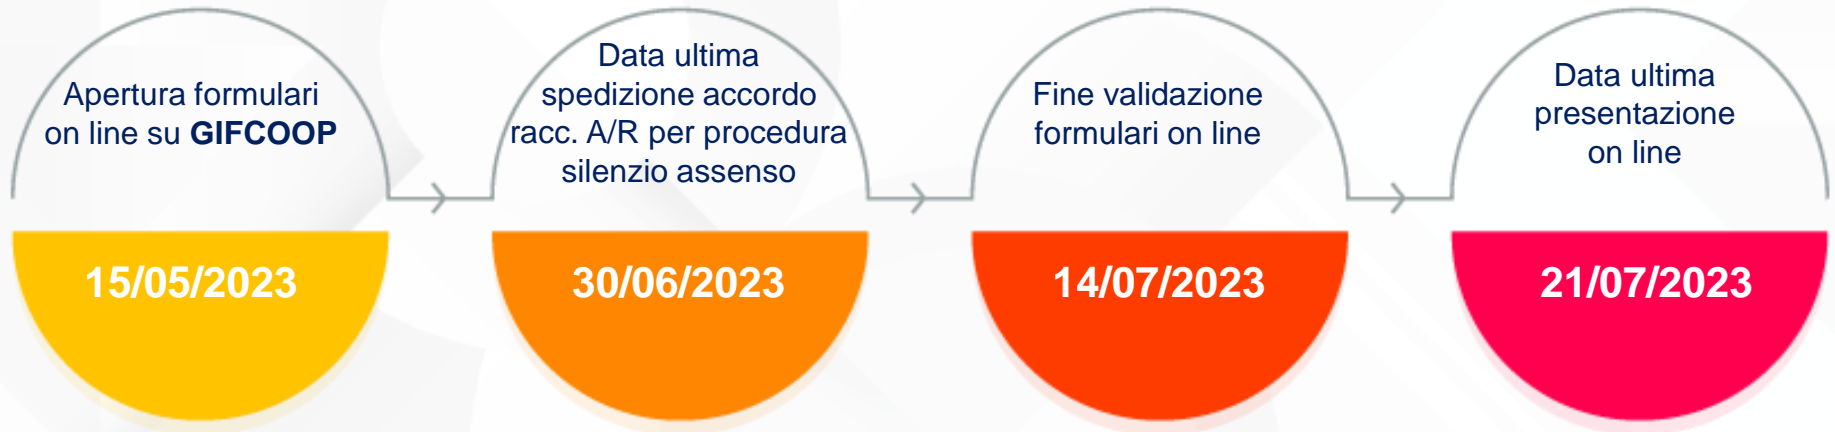 Apertura formulari
on line su GIFCOOP
15/05/2023
Data ultima
spedizione accordo
racc. A/R per procedura
silenzio assenso
30/06/2023
Fine validazione
formulari on line
14/07/2023
Data ultima
presentazione
on line
21/07/2023